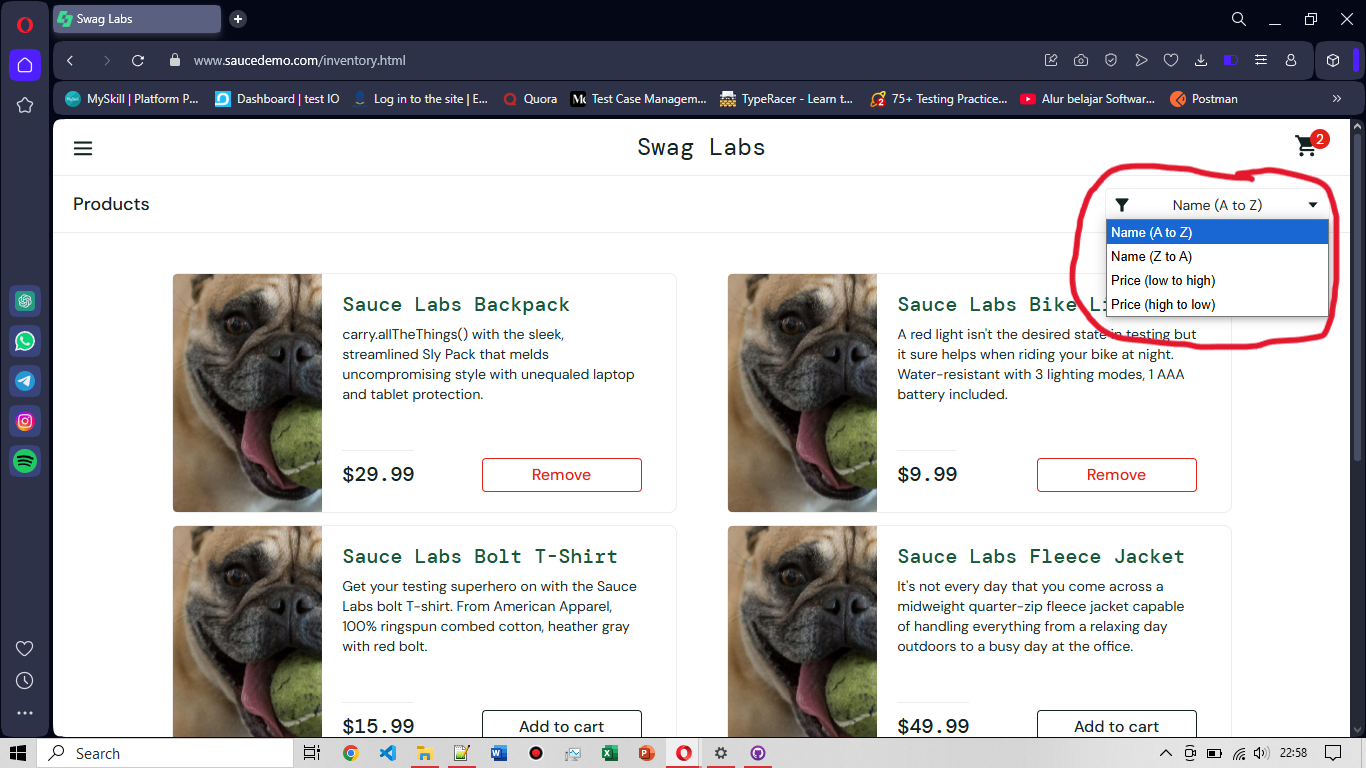 Swag Labs
www.saucedemo.com/inventory.html
MySkill | Platform P...
Dashboard | test IO
Log in to the site | E...
Quora
Test Case Managem...
TypeRacer - Learn t...
75+ Testing Practice...
Alur belajar Softwar...
Postman
Swag Labs
2
Products
Name (A to Z)
Name (A to Z)
Name (Z to A)
Price (low to high)
Price (high to low)
Sauce Labs Backpack
carry.allTheThings() with the sleek,
streamlined Sly Pack that melds
uncompromising style with unequaled laptop
and tablet protection.
$29.99
Remove
Sauce Labs Bike Li
A red light isn't the desired state in testing but
it sure helps when riding your bike at night.
Water-resistant with 3 lighting modes, 1 AAA
battery included.
$9.99
Remove
Sauce Labs Bolt T-Shirt
Get your testing superhero on with the Sauce
Labs bolt T-shirt. From American Apparel,
100% ringspun combed cotton, heather gray
with red bolt.
$15.99
Add to cart
Sauce Labs Fleece Jacket
It's not every day that you come across a
midweight quarter-zip fleece jacket capable
of handling everything from a relaxing day
outdoors to a busy day at the office.
$49.99
Add to cart
Search
22:58